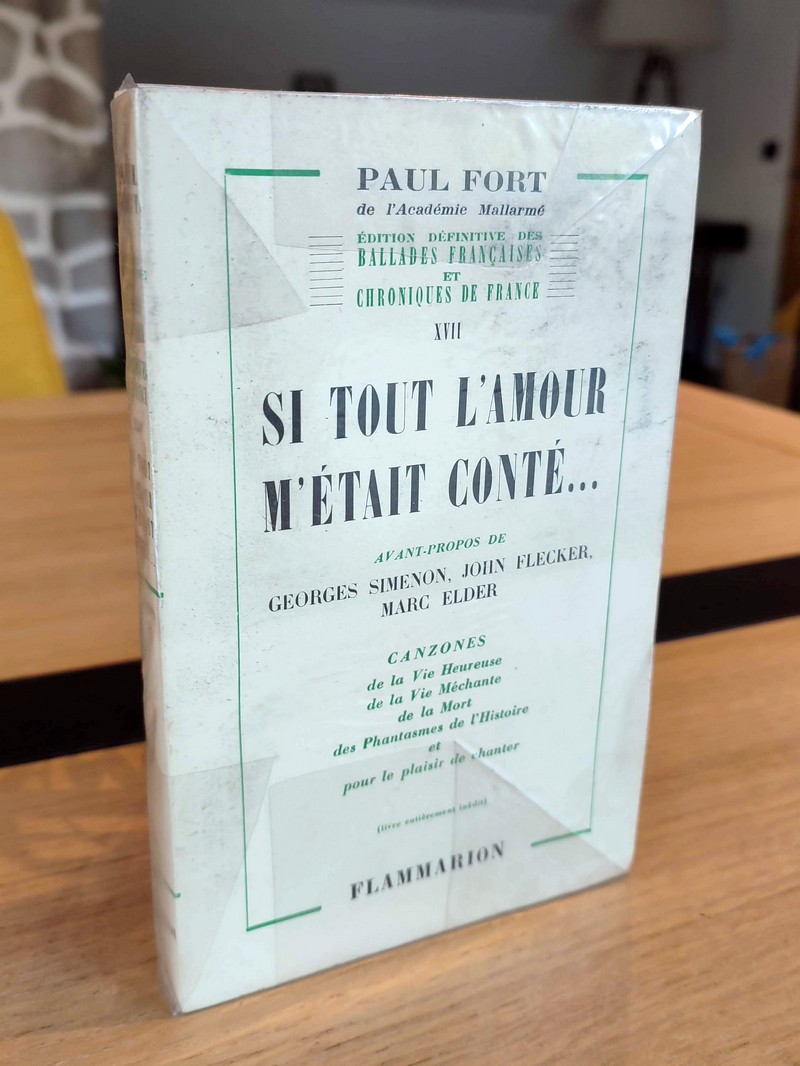 PAUL FORT
de l'Académie Mallarmé
ÉDITION DÉFINITIVE DES
BALLADES FRANÇAISES
ET
CHRONIQUES DE FRANCE
XVII
SI TOUT L'AMOUR
M'ÉTAIT CONTÉ...
AVANT-PROPOS DE
GEORGES SIMENON, JOHN FLECKER,
MARC ELDER
CANZONES
de la Vie Heureuse
de la Vie Méchante
de la Mort
des Phantasmes de l'Histoire
et
pour le plaisir de chanter
(livre entièrement inédit)
FLAMMARION